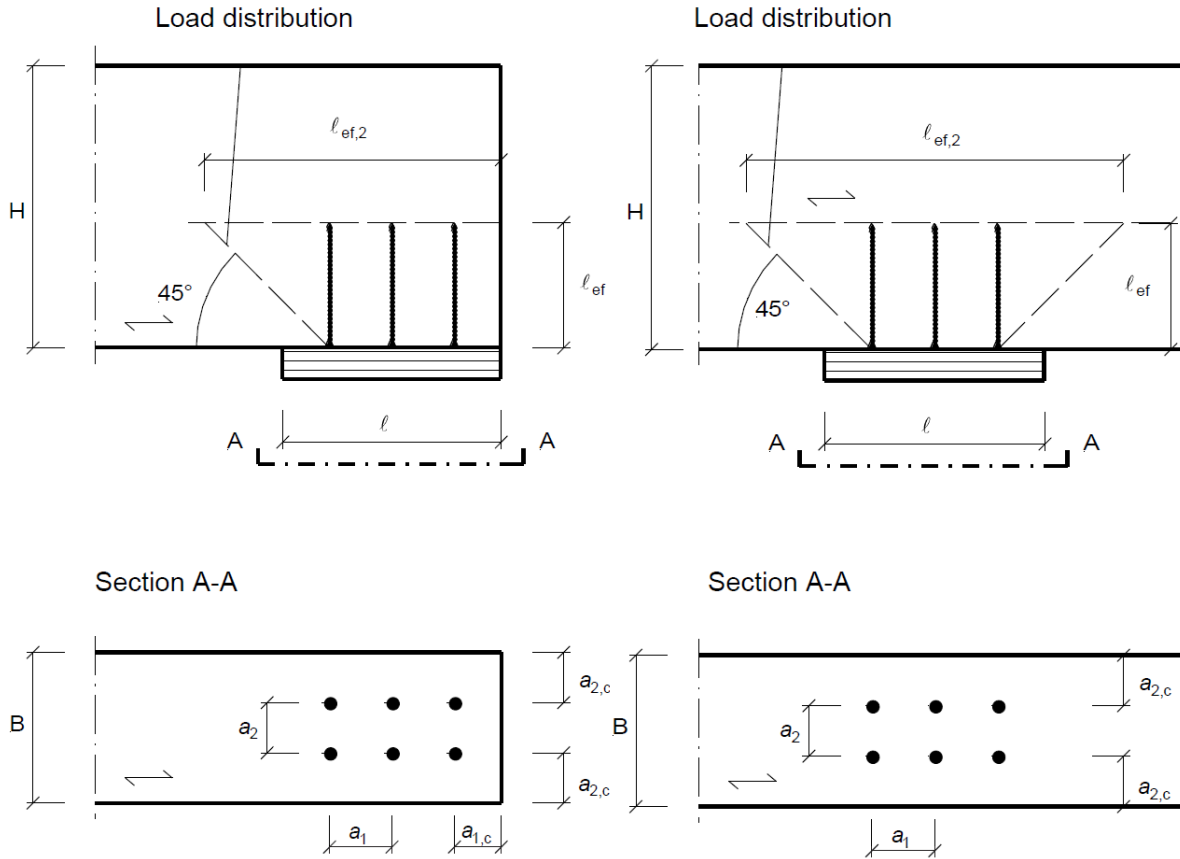 Load distribution
Load distribution
H
ℓef,2
ℓef
45°
ℓ
A
A
H
ℓef,2
ℓef
45°
ℓ
A
A
Section A-A
Section A-A
B
a2
a2,c
a2,c
a1
a1,c
B
a2
a2,c
a2,c
a1